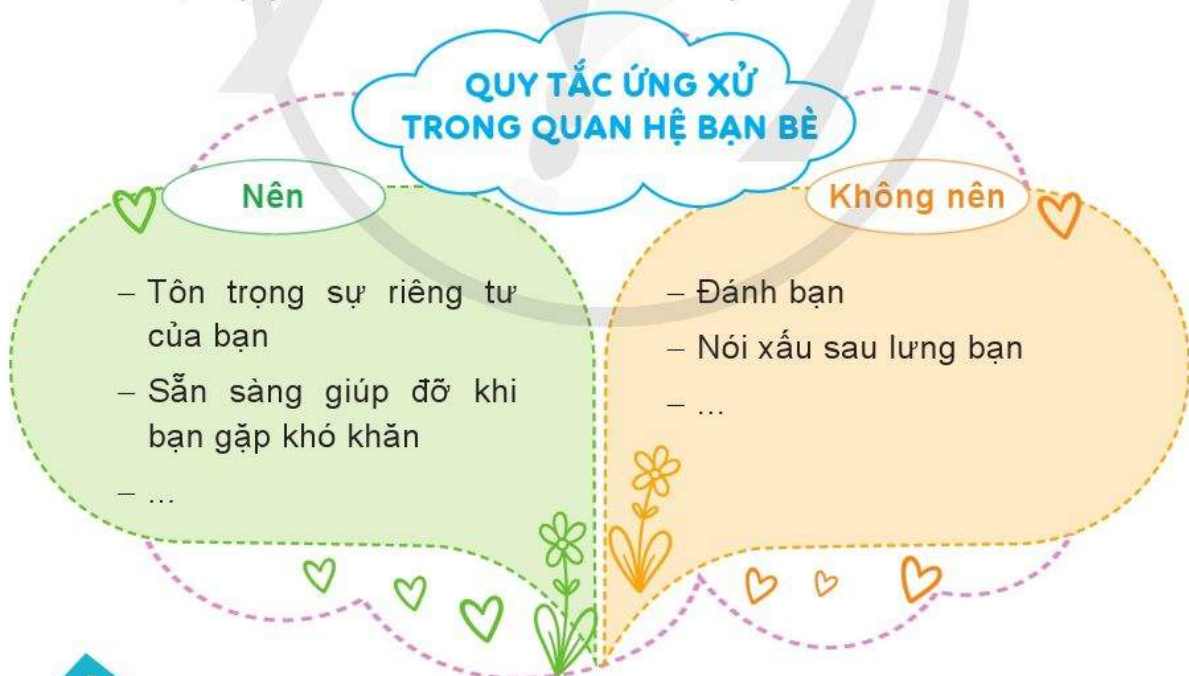 QUY TẮC ỨNG XỬ
TRONG QUAN HỆ BẠN BÈ
Nên
– Tôn trọng sự riêng tư
của bạn
– Sẵn sàng giúp đỡ khi
bạn gặp khó khăn
– ...
Không nên
– Đánh bạn
– Nói xấu sau lưng bạn
– ...